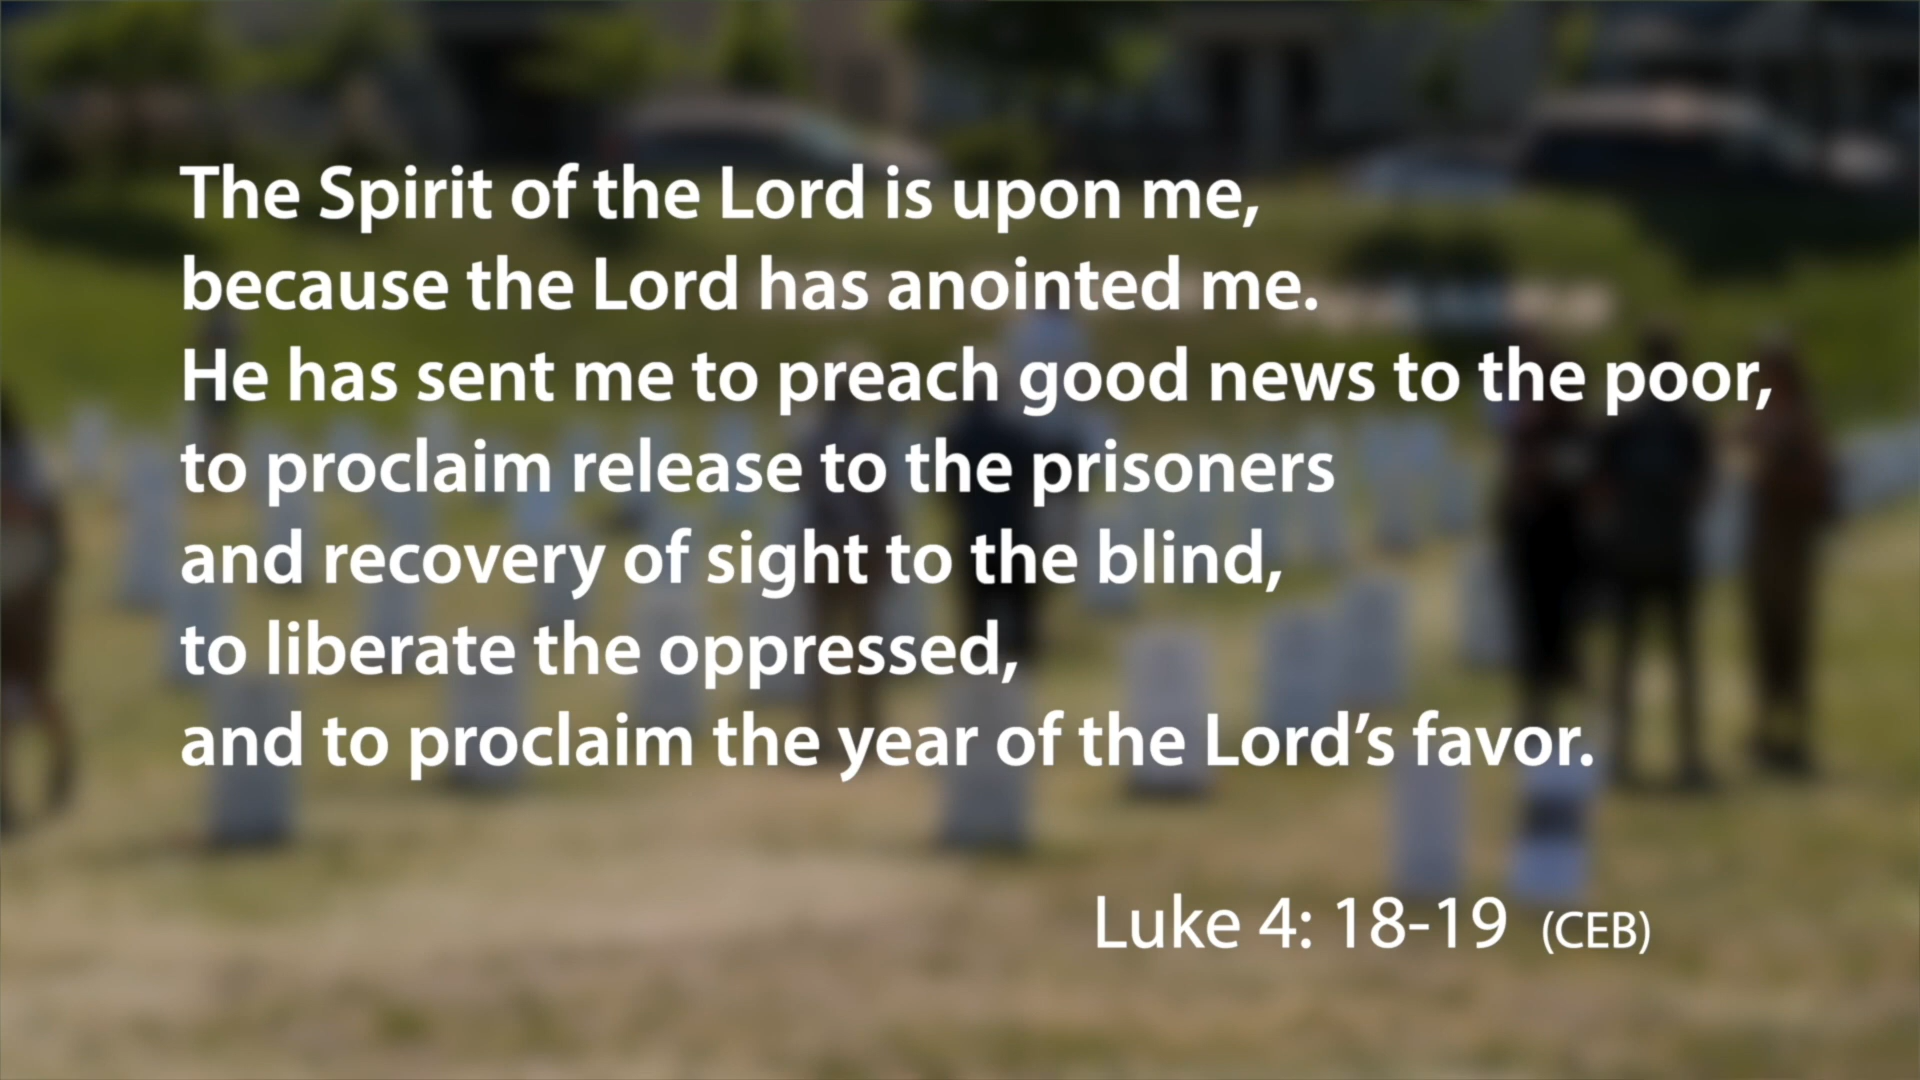 The Spirit of the Lord is upon me,
because the Lord has anointed me.
He has sent me to preach good news to the poor,
to proclaim release to the prisoners
and recovery of sight to the blind,
to liberate the oppressed,
and to proclaim the year of the Lord’s favor.
Luke 4: 18-19 (CEB)